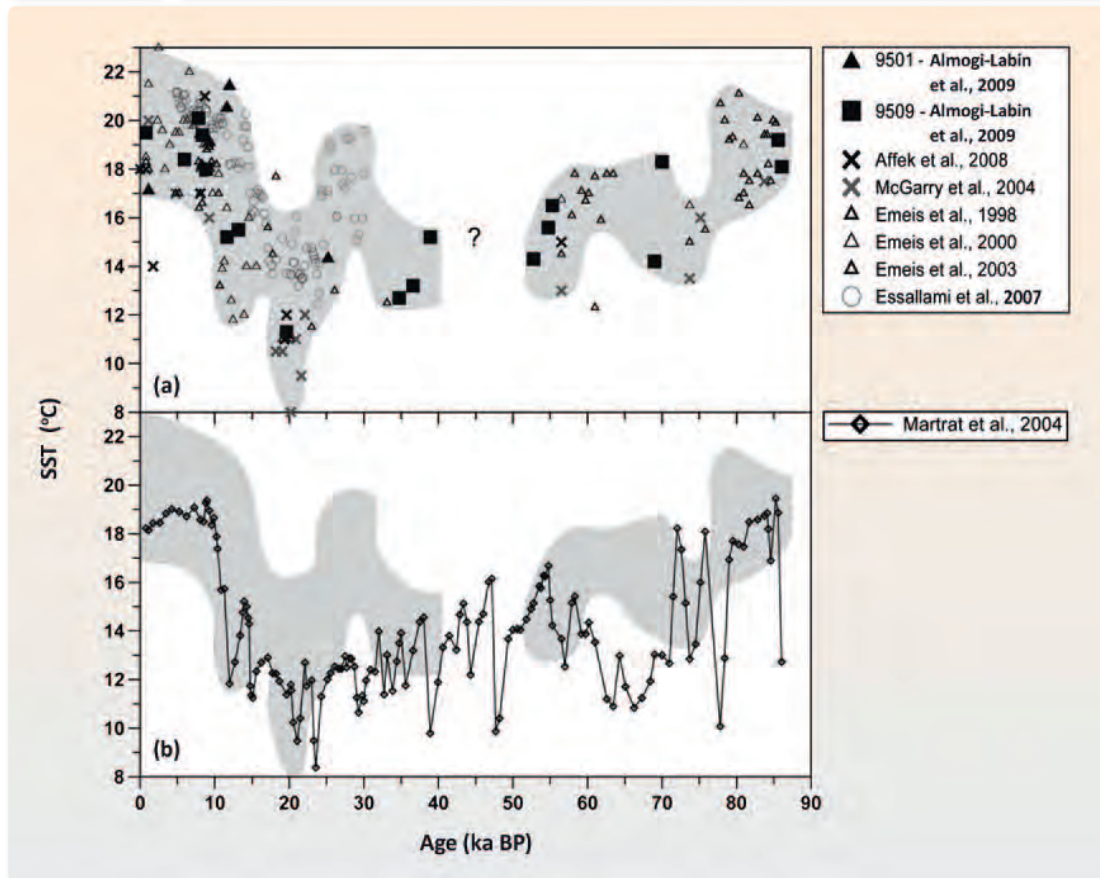 22
20
18
16
14
12
10
8
?
(a)
9501 - Almogi-Labin
et al., 2009
9509 - Almogi-Labin
et al., 2009
Affek et al., 2008
McGarry et al., 2004
Emeis et al., 1998
Emeis et al., 2000
Emeis et al., 2003
Essallami et al., 2007
SST (°C)
22
20
18
16
14
12
10
8
(b)
Martrat et al., 2004
0 10 20 30 40 50 60 70 80 90
Age (ka BP)